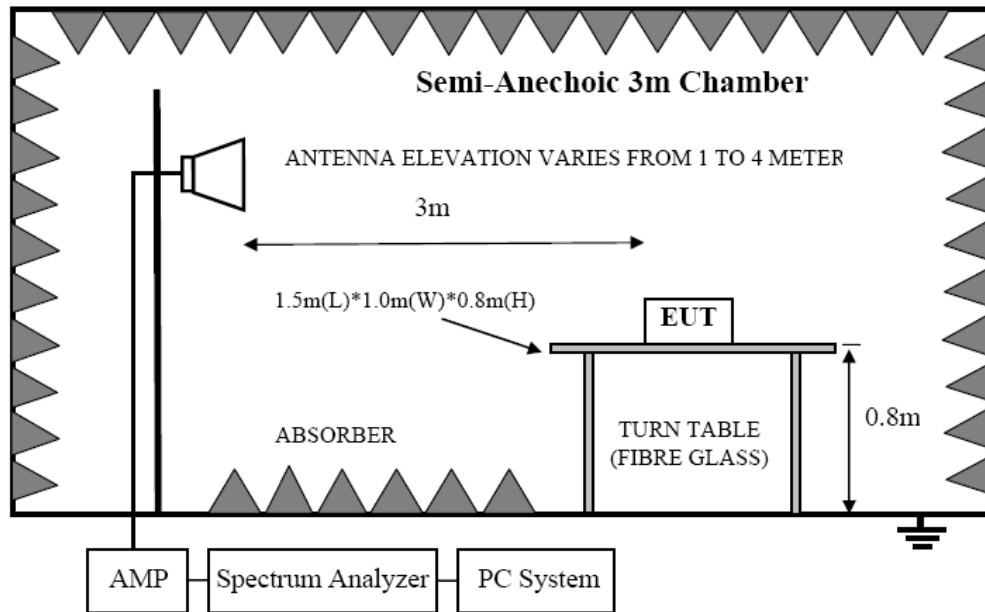 Semi-Anechoic 3m Chamber
ANTENNA ELEVATION VARIES FROM 1 TO 4 METER
3m
1.5m(L)*1.0m(W)*0.8m(H)
EUT
0.8m
ABSORBER
TURN TABLE
(FIBRE GLASS)
AMP
Spectrum Analyzer
PC System